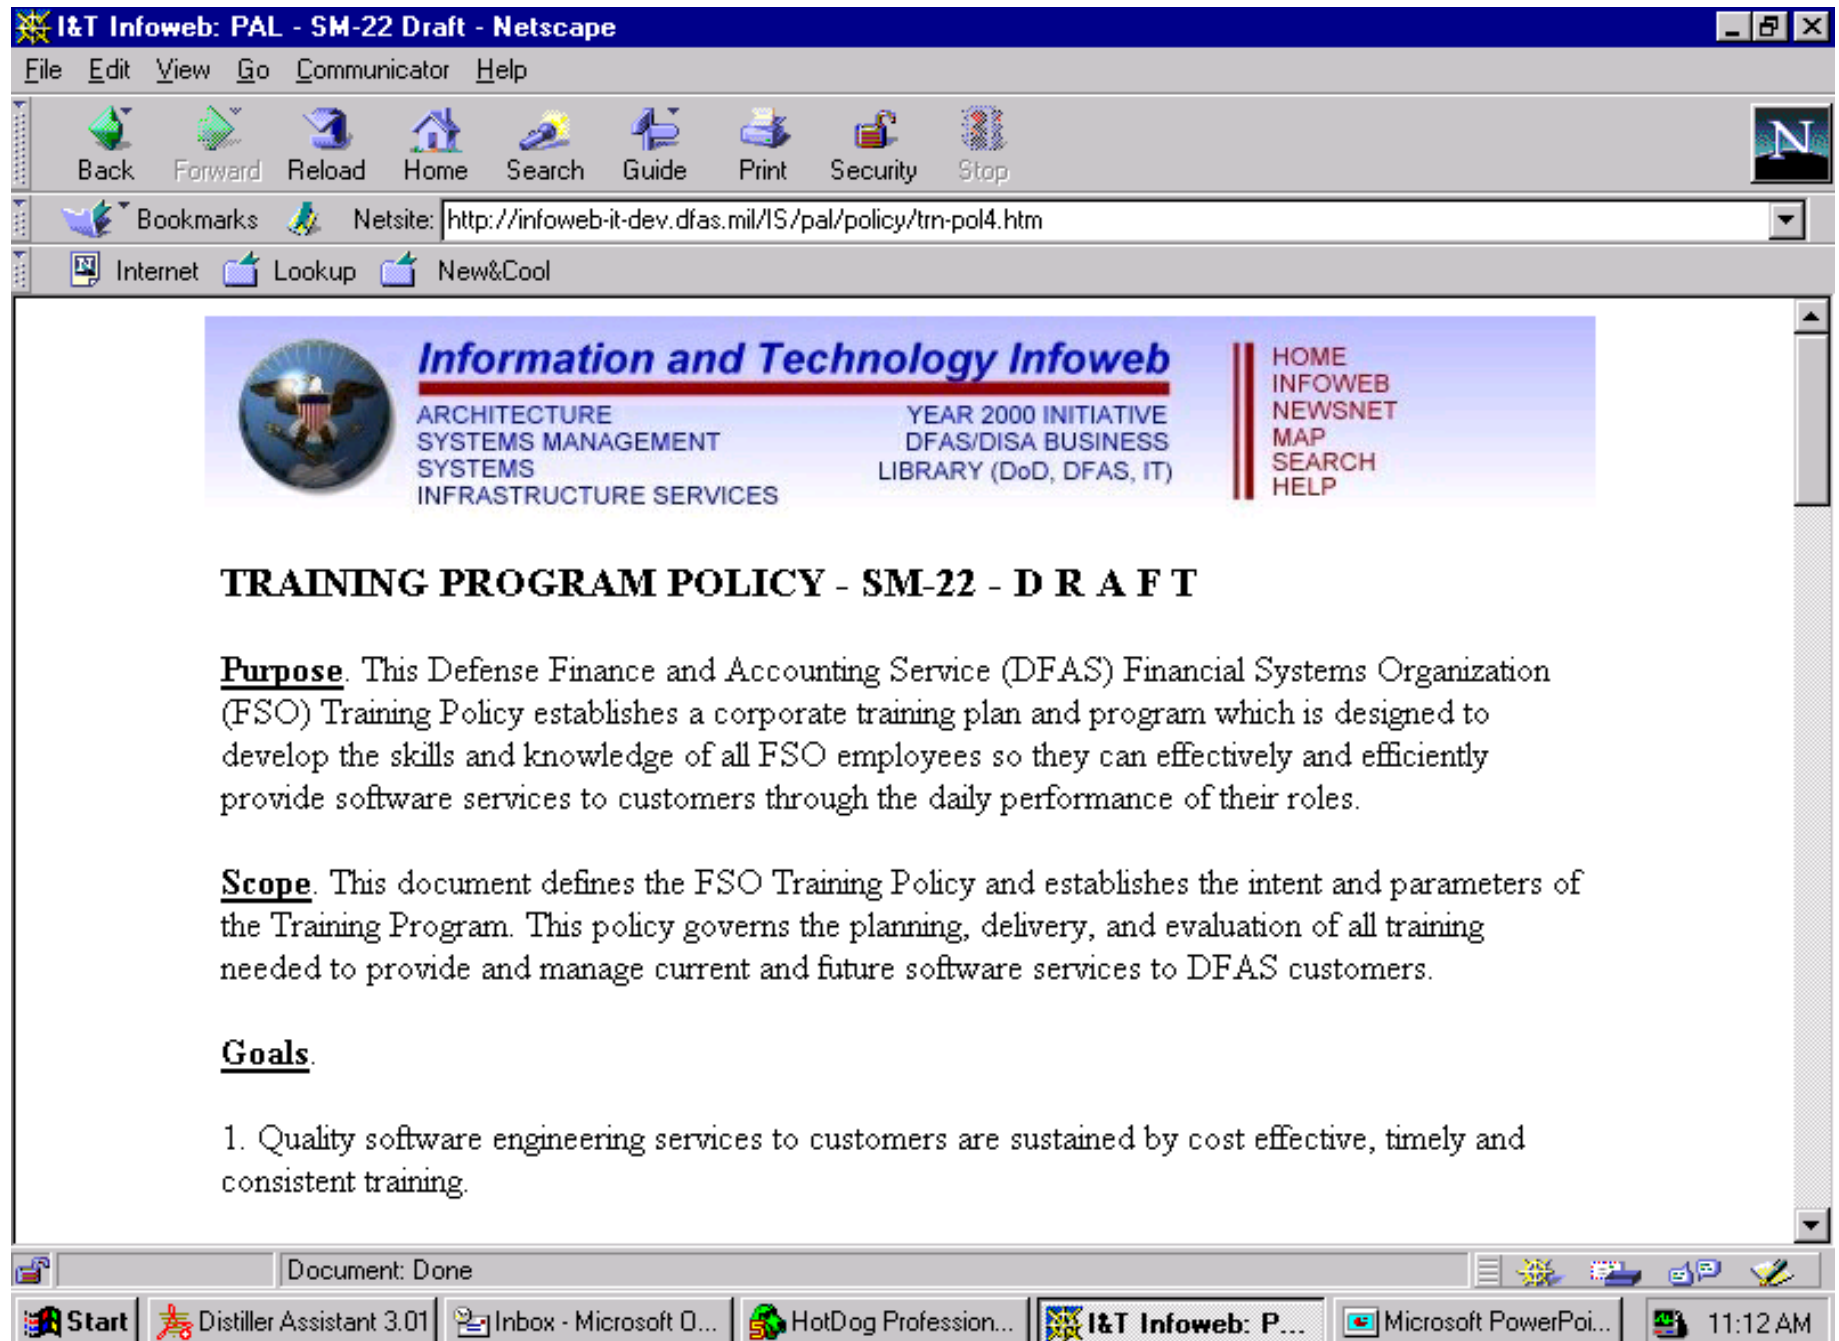 I&T Infoweb: PAL - SM-22 Draft - Netscape
File Edit View Go Communicator Help
Back Forward Reload Home Search Guide Print Security Stop
N
Bookmarks Netsite: http://infoweb-it-dev.dfas.mil/IS/pal/policy/trn-pol4.htm
Internet Lookup New&Cool
Information and Technology Infoweb
ARCHITECTURE
SYSTEMS MANAGEMENT
SYSTEMS
INFRASTRUCTURE SERVICES
YEAR 2000 INITIATIVE
DFAS/DISA BUSINESS
LIBRARY (DoD, DFAS, IT)
HOME
INFOWEB
NEWSNET
MAP
SEARCH
HELP
TRAINING PROGRAM POLICY - SM-22 - D R A F T
Purpose. This Defense Finance and Accounting Service (DFAS) Financial Systems Organization
(FSO) Training Policy establishes a corporate training plan and program which is designed to
develop the skills and knowledge of all FSO employees so they can effectively and efficiently
provide software services to customers through the daily performance of their roles.
Scope. This document defines the FSO Training Policy and establishes the intent and parameters of
the Training Program. This policy governs the planning, delivery, and evaluation of all training
needed to provide and manage current and future software services to DFAS customers.
Goals.
1. Quality software engineering services to customers are sustained by cost effective, timely and
consistent training.
Document: Done
Start Distiller Assistant 3.01 Inbox - Microsoft O... HotDog Profession... I&T Infoweb: P... Microsoft PowerPoi... 11:12 AM